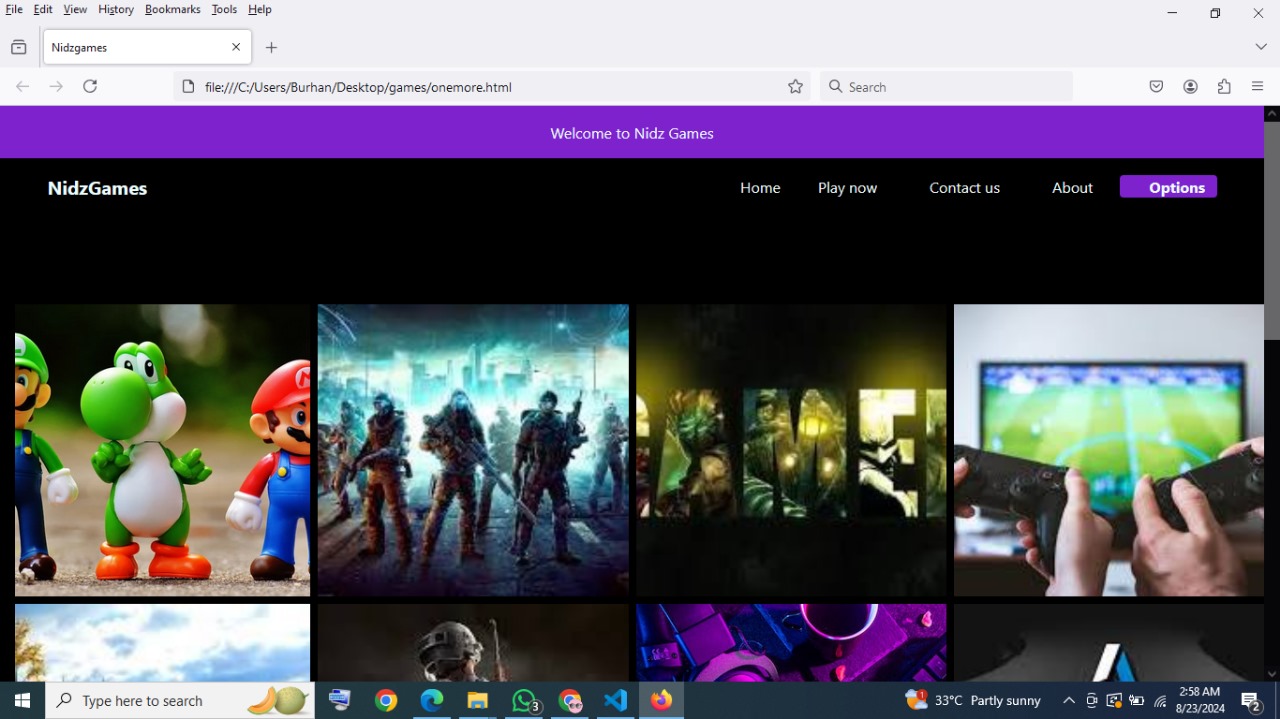 File Edit View History Bookmarks Tools Help
Nidzgames
file:///C:/Users/Burhan/Desktop/games/onemore.html
Search
Welcome to Nidz Games
NidzGames
Home Play now Contact us About Options
GAMER
M
Type here to search
3
1
33°C Partly sunny
2:58 AM
8/23/2024
2